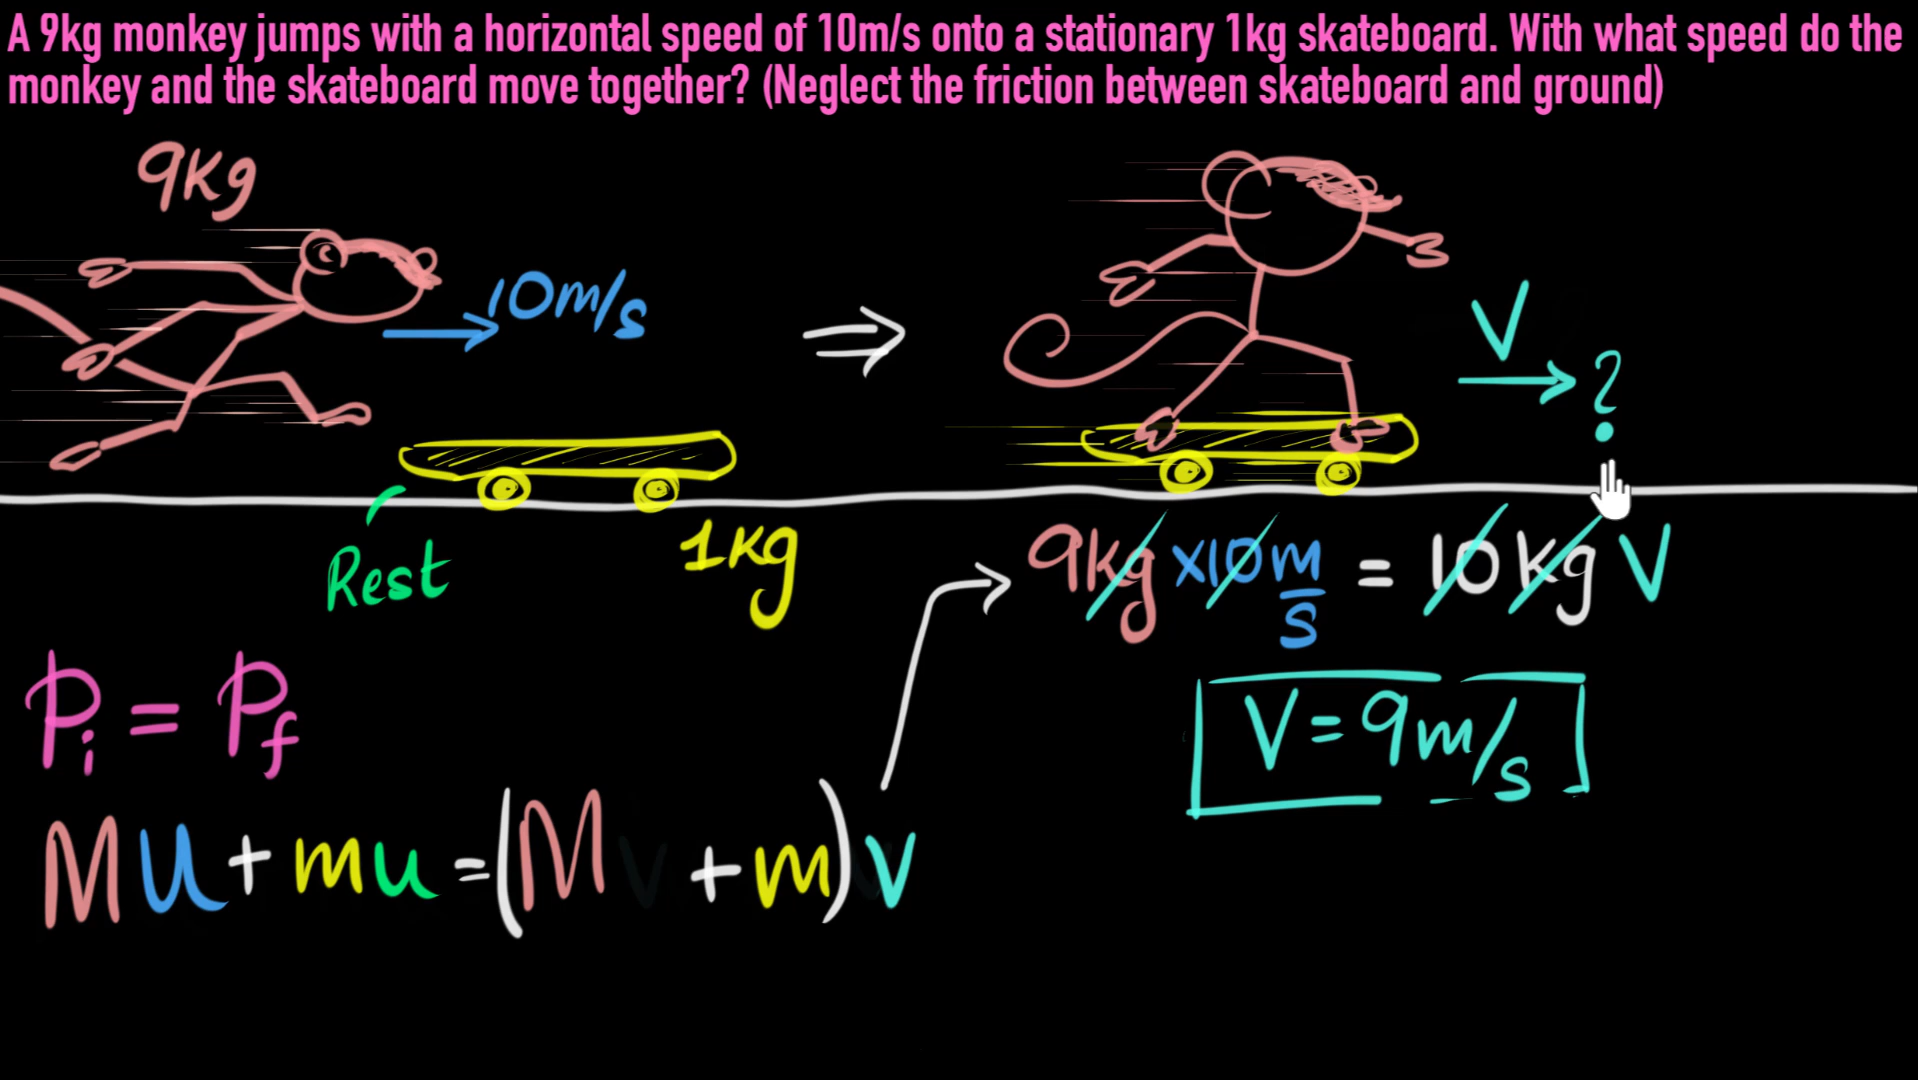 A 9kg monkey jumps with a horizontal speed of 10m/s onto a stationary 1kg skateboard. With what speed do the
monkey and the skateboard move together? (Neglect the friction between skateboard and ground)
9kg
10m/s
⇒
V
→ ?
Rest
1kg
9kg x10 m/s = 10 kg V
Pi = Pf
V = 9m/s
MU + mu = (M + m) v